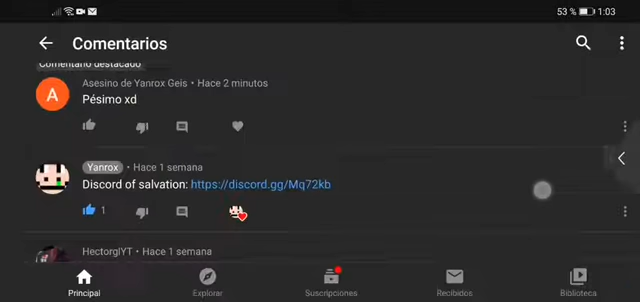 53 % 1:03
Comentarios
Comentario destacado
Asesino de Yanrox Geis • Hace 2 minutos
A
Pésimo xd
Yanrox • Hace 1 semana
Discord of salvation: https://discord.gg/Mq72kb
1
HectorglYT • Hace 1 semana
Principal Explorar Suscripciones Recibidos Biblioteca